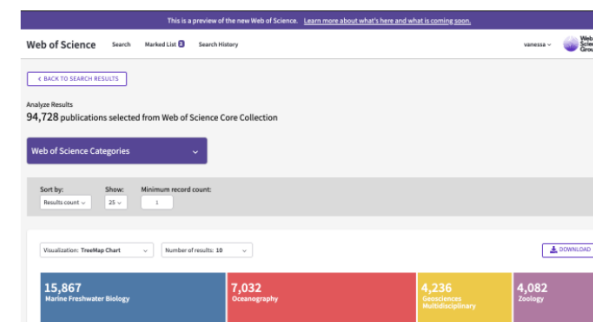 This is a preview of the new Web of Science. Learn more about what's here and what is coming soon.
Web of Science Search Marked List Search History vanessa
Web
Scien
Grou
< BACK TO SEARCH RESULTS
Analyze Results
94,728 publications selected from Web of Science Core Collection
Web of Science Categories
Sort by: Show: Minimum record count:
Results count 25 1
Visualization: TreeMap Chart Number of results: 10 DOWNLOAD
15,867 7,032 4,236 4,082
Marine Freshwater Biology Oceanography Geosciences Zoology
Multidisciplinary